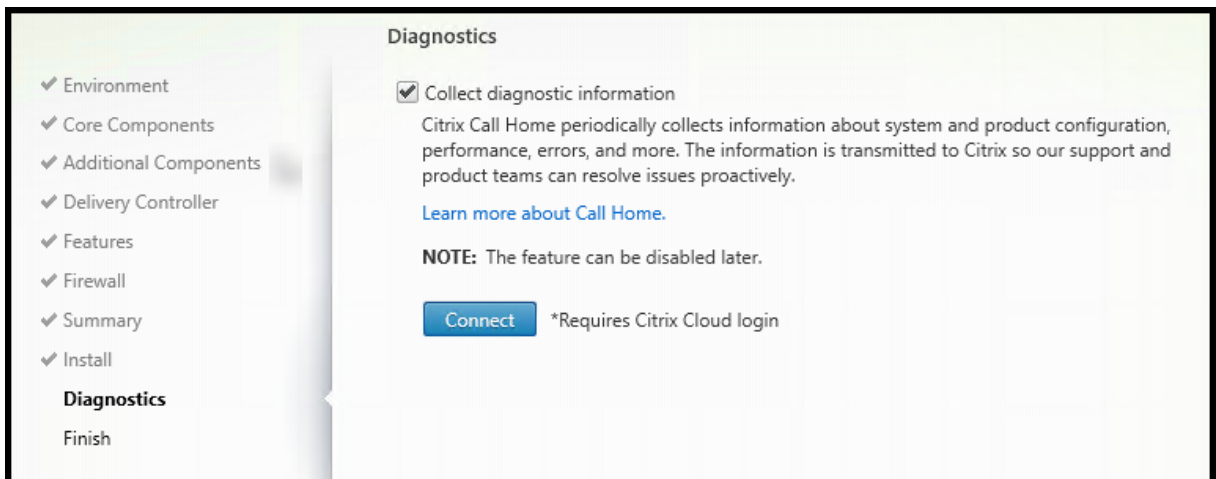 Diagnostics
Environment
Core Components
Additional Components
Delivery Controller
Features
Firewall
Summary
Install
Diagnostics
Finish
Collect diagnostic information
Citrix Call Home periodically collects information about system and product configuration,
performance, errors, and more. The information is transmitted to Citrix so our support and
product teams can resolve issues proactively.
Learn more about Call Home.
NOTE: The feature can be disabled later.
Connect *Requires Citrix Cloud login